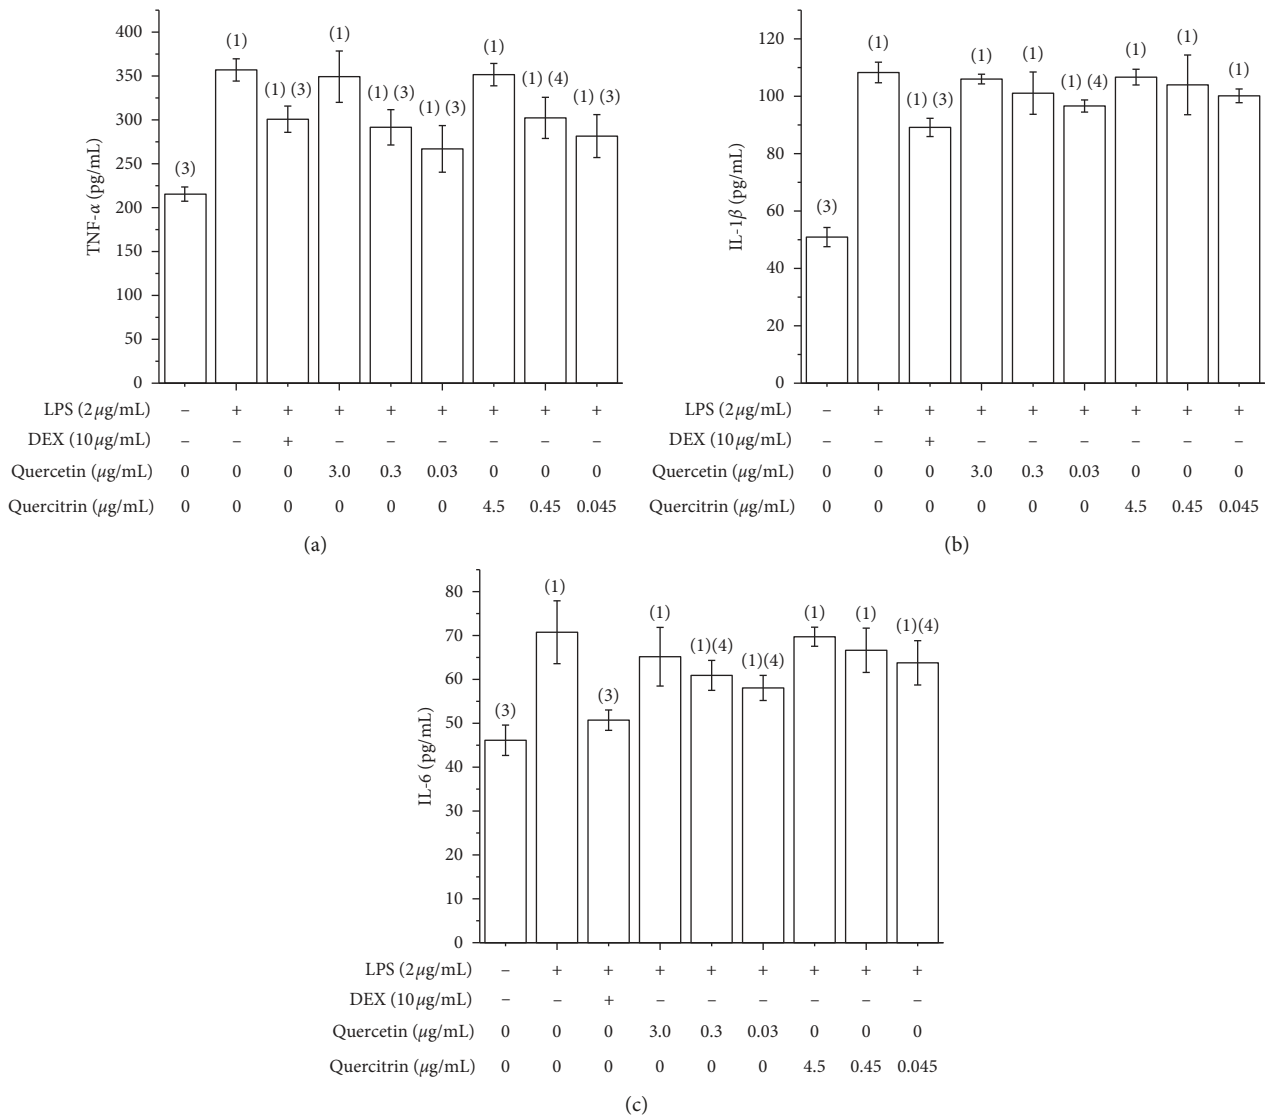 400
350
300
250
200
150
100
50
0
TNF-α (pg/mL)
(3)
(1)
(1) (3)
(1)
(1) (3)
(1) (3)
(1)
(1) (4)
(1) (3)
LPS (2 μg/mL) – + + + + + + + +
DEX (10 μg/mL) – – + – – – – – –
Quercetin (μg/mL) 0 0 0 3.0 0.3 0.03 0 0 0
Quercitrin (μg/mL) 0 0 0 0 0 0 4.5 0.45 0.045
(a)
120
100
80
60
40
20
0
IL-1β (pg/mL)
(3)
(1)
(1) (3)
(1)
(1)
(1) (4)
(1)
(1)
(1)
LPS (2 μg/mL) – + + + + + + + +
DEX (10 μg/mL) – – + – – – – – –
Quercetin (μg/mL) 0 0 0 3.0 0.3 0.03 0 0 0
Quercitrin (μg/mL) 0 0 0 0 0 0 4.5 0.45 0.045
(b)
80
70
60
50
40
30
20
10
0
IL-6 (pg/mL)
(3)
(1)
(3)
(1)
(1)(4)
(1)(4)
(1)
(1)
(1)(4)
LPS (2 μg/mL) – + + + + + + + +
DEX (10 μg/mL) – – + – – – – – –
Quercetin (μg/mL) 0 0 0 3.0 0.3 0.03 0 0 0
Quercitrin (μg/mL) 0 0 0 0 0 0 4.5 0.45 0.045
(c)